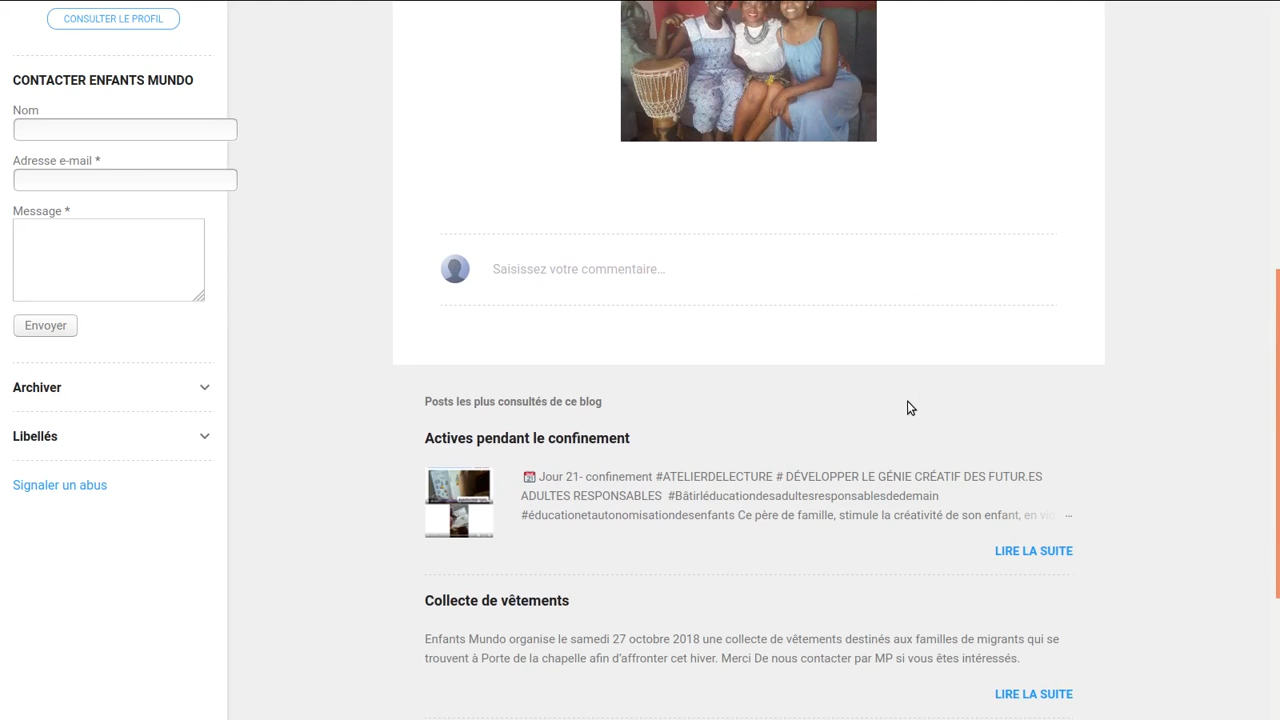 CONSULTER LE PROFIL
CONTACTER ENFANTS MUNDO
Nom
Adresse e-mail *
Message *
Envoyer
Archiver
Libellés
Signaler un abus
Saisissez votre commentaire…
Posts les plus consultés de ce blog
Actives pendant le confinement
📅 Jour 21- confinement #ATELIERDELECTURE # DÉVELOPPER LE GÉNIE CRÉATIF DES FUTUR.ES
ADULTES RESPONSABLES #Bâtirléducationdesadultesresponsablesdedemain
#éducationetautonomisationdesenfants Ce père de famille, stimule la créativité de son enfant, en ...
LIRE LA SUITE
Collecte de vêtements
Enfants Mundo organise le samedi 27 octobre 2018 une collecte de vêtements destinés aux familles de migrants qui se
trouvent à Porte de la chapelle afin d’affronter cet hiver. Merci De nous contacter par MP si vous êtes intéressés.
LIRE LA SUITE